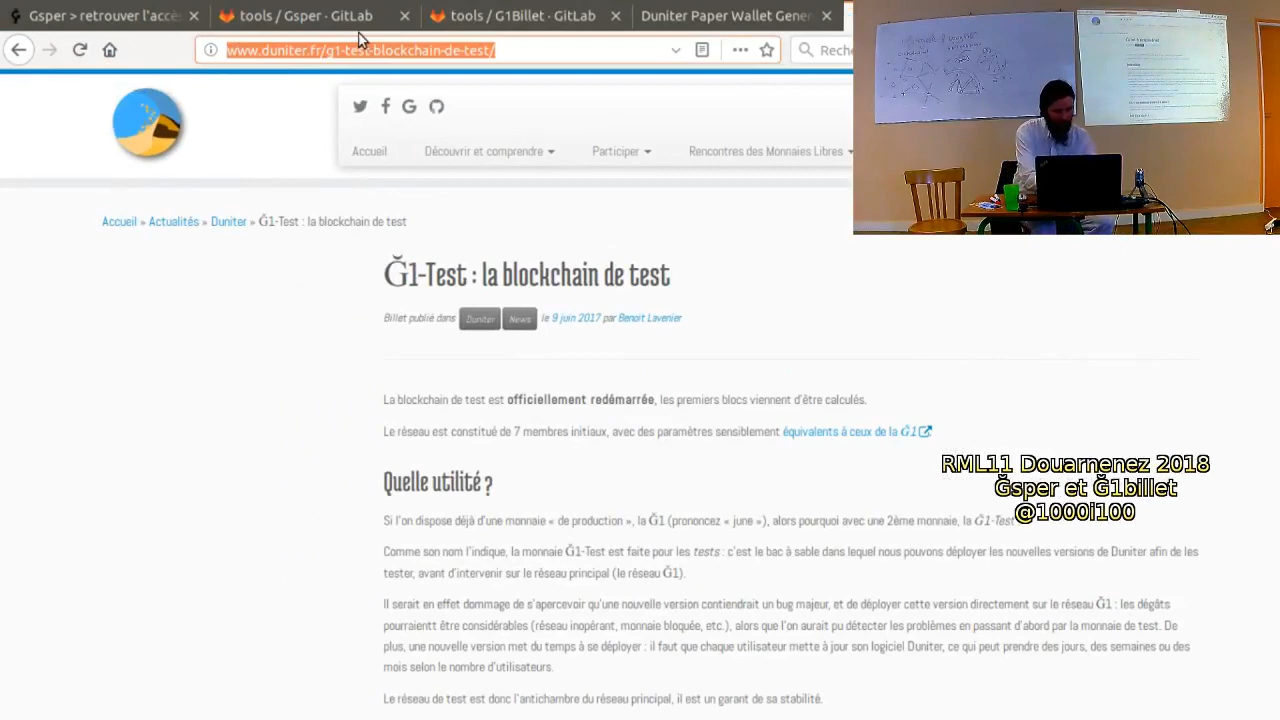 Gsper > retrouver l'accès
tools / Gsper · GitLab
tools / G1Billet · GitLab
Duniter Paper Wallet Gener
www.duniter.fr/g1-test-blockchain-de-test/
Reche
Accueil
Découvrir et comprendre
Participer
Rencontres des Monnaies Libres
Accueil » Actualités » Duniter » Ğ1-Test : la blockchain de test
Ğ1-Test : la blockchain de test
Billet publié dans Duniter News le 9 juin 2017 par Benoit Lavenier
La blockchain de test est officiellement redémarrée, les premiers blocs viennent d'être calculés.
Le réseau est constitué de 7 membres initiaux, avec des paramètres sensiblement équivalents à ceux de la Ğ1
RML11 Douarnenez 2018
Ğsper et Ğ1billet
@1000i100
Quelle utilité ?
Si l'on dispose déjà d'une monnaie « de production », la Ğ1 (prononcez « june »), alors pourquoi avec une 2ème monnaie, la Ğ1-Test
Comme son nom l'indique, la monnaie Ğ1-Test est faite pour les tests : c'est le bac à sable dans lequel nous pouvons déployer les nouvelles versions de Duniter afin de les
tester, avant d'intervenir sur le réseau principal (le réseau Ğ1).
Il serait en effet dommage de s'apercevoir qu'une nouvelle version contiendrait un bug majeur, et de déployer cette version directement sur le réseau Ğ1 : les dégâts
pourraientt être considérables (réseau inopérant, monnaie bloquée, etc.), alors que l'on aurait pu détecter les problèmes en passant d'abord par la monnaie de test. De
plus, une nouvelle version met du temps à se déployer : il faut que chaque utilisateur mette à jour son logiciel Duniter, ce qui peut prendre des jours, des semaines ou des
mois selon le nombre d'utilisateurs.
Le réseau de test est donc l'antichambre du réseau principal, il est un garant de sa stabilité.